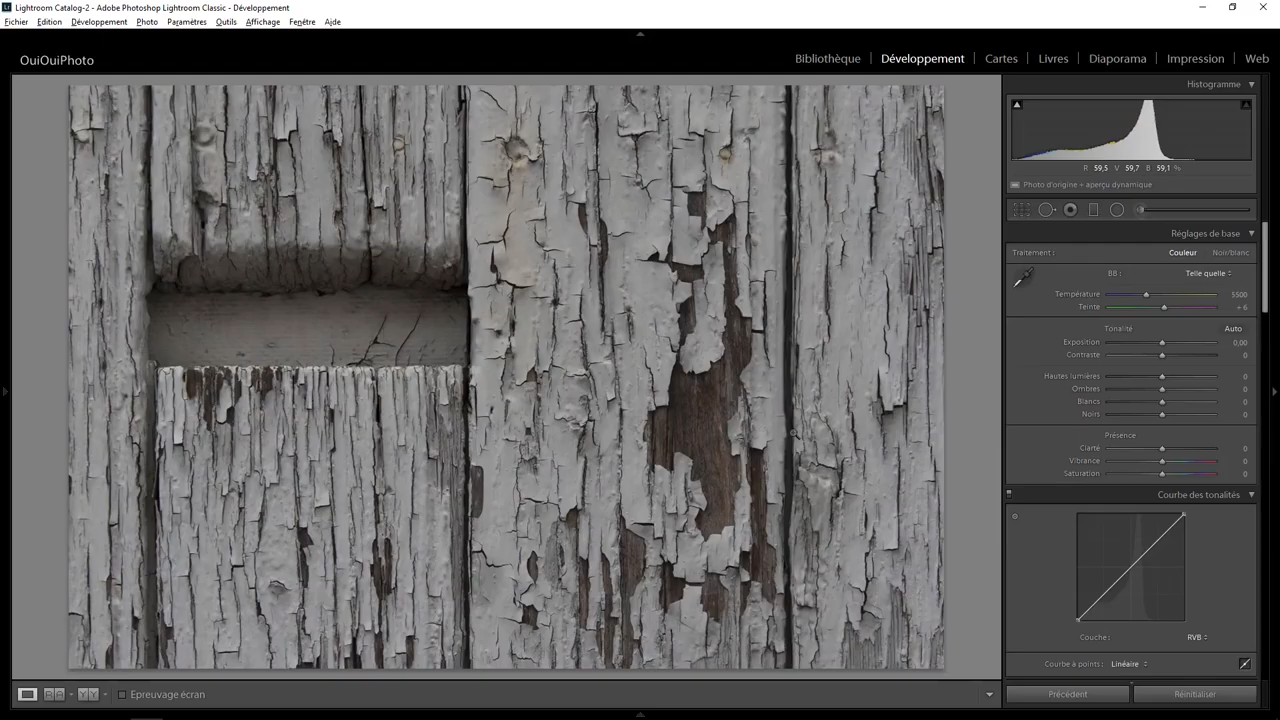 Lightroom Catalog-2 - Adobe Photoshop Lightroom Classic - Développement
Fichier Edition Développement Photo Paramètres Outils Affichage Fenêtre Aide
OuiOuiPhoto
Bibliothèque | Développement | Cartes | Livres | Diaporama | Impression | Web
Histogramme
R 59,5 V 59,7 B 59,1 %
Photo d'origine + aperçu dynamique
Réglages de base
Traitement : Couleur Noir/blanc
BB : Telle quelle
Température 5500
Teinte + 6
Tonalité Auto
Exposition 0,00
Contraste 0
Hautes lumières 0
Ombres 0
Blancs 0
Noirs 0
Présence
Clarté 0
Vibrance 0
Saturation 0
Courbe des tonalités
Couche : RVB
Courbe à points : Linéaire
RA XY Epreuvage écran
Précédent Réinitialiser